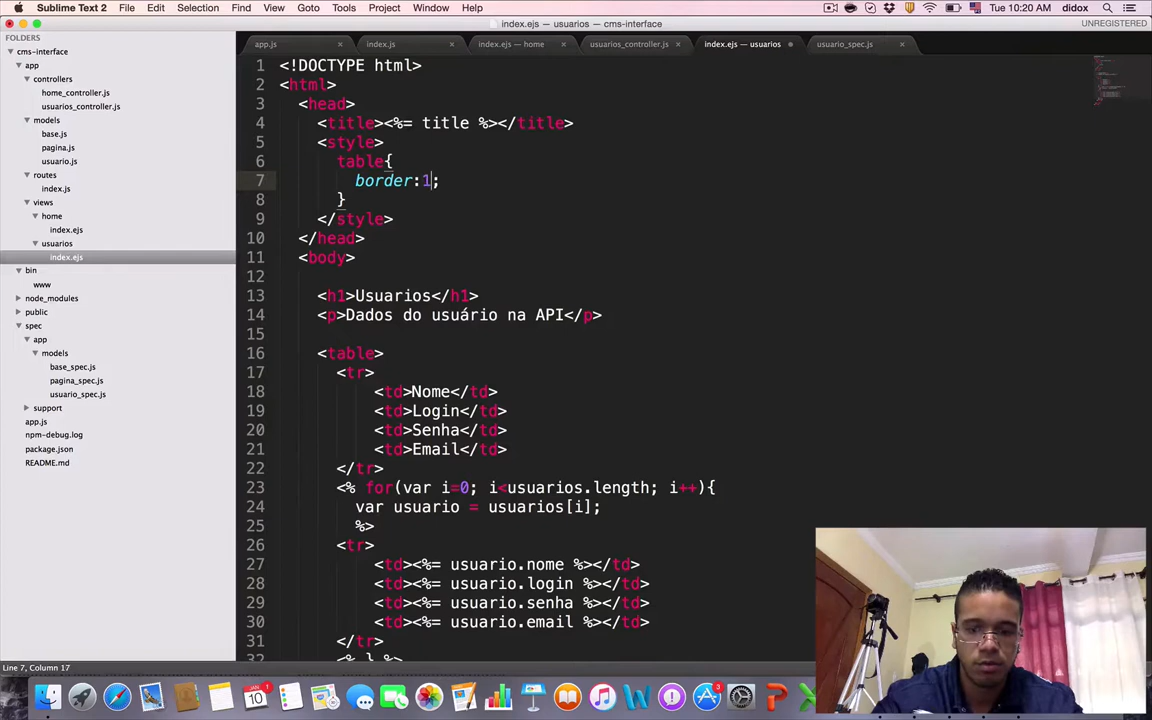 Sublime Text 2 File Edit Selection Find View Goto Tools Project Window Help
Tue 10:20 AM didox
index.ejs — usuarios — cms-interface
UNREGISTERED
FOLDERS
cms-interface
app
controllers
home_controller.js
usuarios_controller.js
models
base.js
pagina.js
usuario.js
routes
index.js
views
home
index.ejs
usuarios
index.ejs
bin
www
node_modules
public
spec
app
models
base_spec.js
pagina_spec.js
usuario_spec.js
support
app.js
npm-debug.log
package.json
README.md
app.js index.js index.ejs — home usuarios_controller.js index.ejs — usuarios usuario_spec.js
1 <!DOCTYPE html>
2 <html>
3 <head>
4 <title><%= title %></title>
5 <style>
6 table{
7 border:1;
8 }
9 </style>
10 </head>
11 <body>
12
13 <h1>Usuarios</h1>
14 <p>Dados do usuário na API</p>
15
16 <table>
17 <tr>
18 <td>Nome</td>
19 <td>Login</td>
20 <td>Senha</td>
21 <td>Email</td>
22 </tr>
23 <% for(var i=0; i<usuarios.length; i++){
24 var usuario = usuarios[i];
25 %>
26 <tr>
27 <td><%= usuario.nome %></td>
28 <td><%= usuario.login %></td>
29 <td><%= usuario.senha %></td>
30 <td><%= usuario.email %></td>
31 </tr>
32 <% } %>
Line 7, Column 17